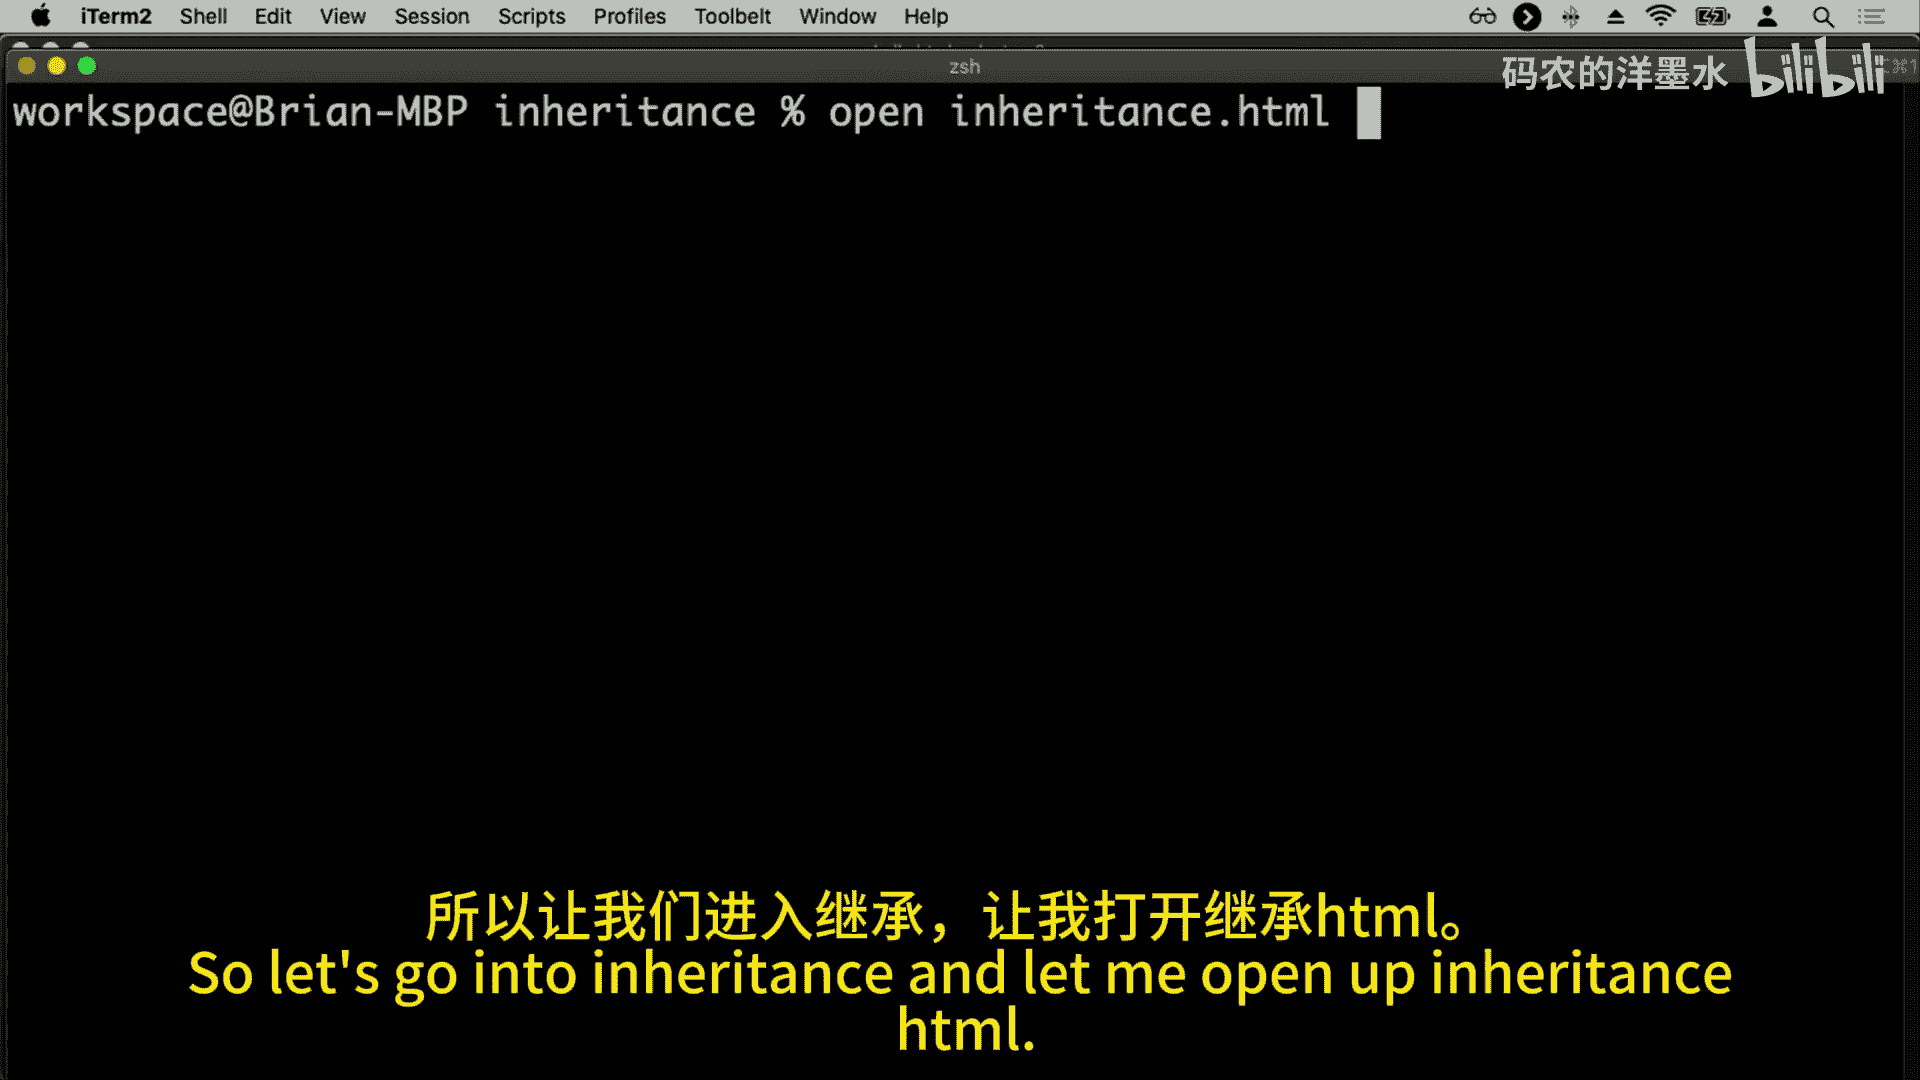 iTerm2 Shell Edit View Session Scripts Profiles Toolbelt Window Help
zsh
码农的洋墨水 bilibili
⌘1
workspace@Brian-MBP inheritance % open inheritance.html
所以让我们进入继承，让我打开继承html。
So let's go into inheritance and let me open up inheritance
html.